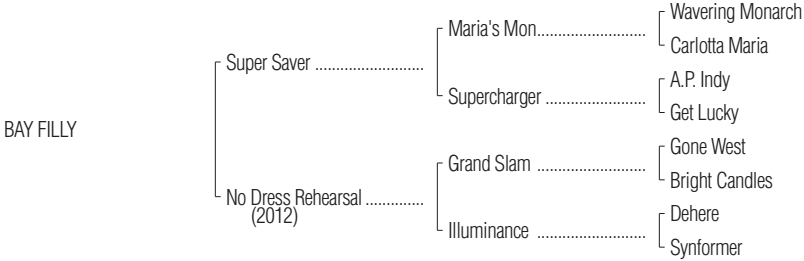 Wavering Monarch
Maria's Mon..........................
Carlotta Maria
Super Saver ..........................
A.P. Indy
Supercharger ........................
Get Lucky
BAY FILLY
Gone West
Grand Slam ..........................
Bright Candles
No Dress Rehearsal ..............
(2012)
Dehere
Illuminance ..........................
Synformer